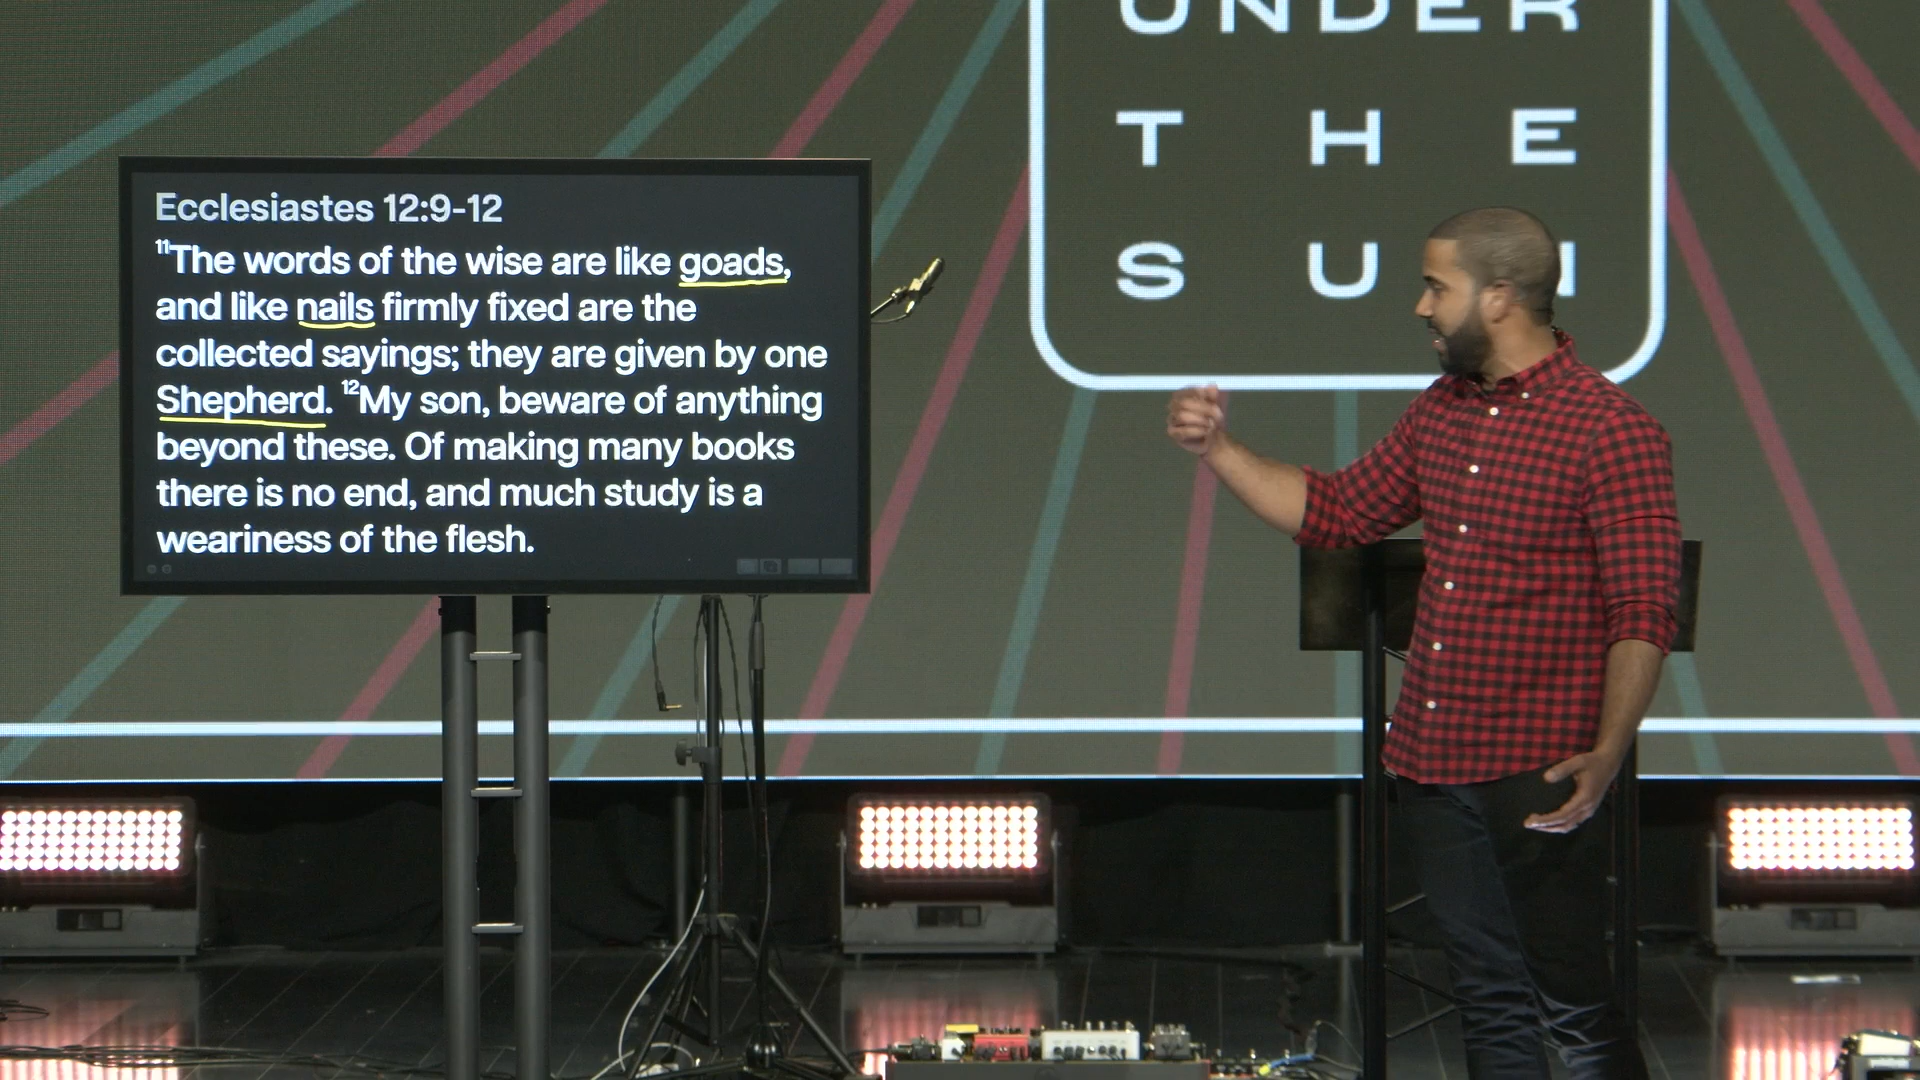 UNDER
THE
SU
Ecclesiastes 12:9-12
¹¹The words of the wise are like goads,
and like nails firmly fixed are the
collected sayings; they are given by one
Shepherd. ¹²My son, beware of anything
beyond these. Of making many books
there is no end, and much study is a
weariness of the flesh.